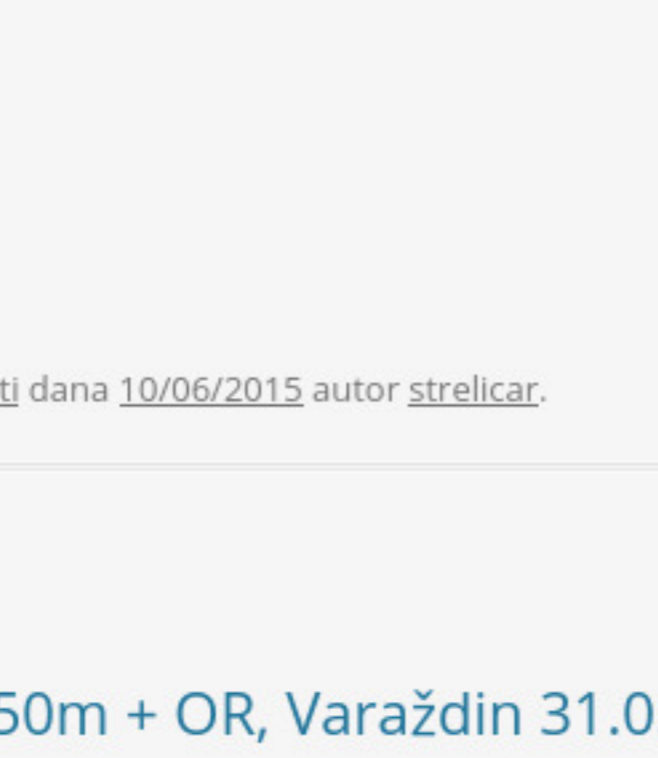 ti dana 10/06/2015 autor strelicar.
50m + OR, Varaždin 31.0